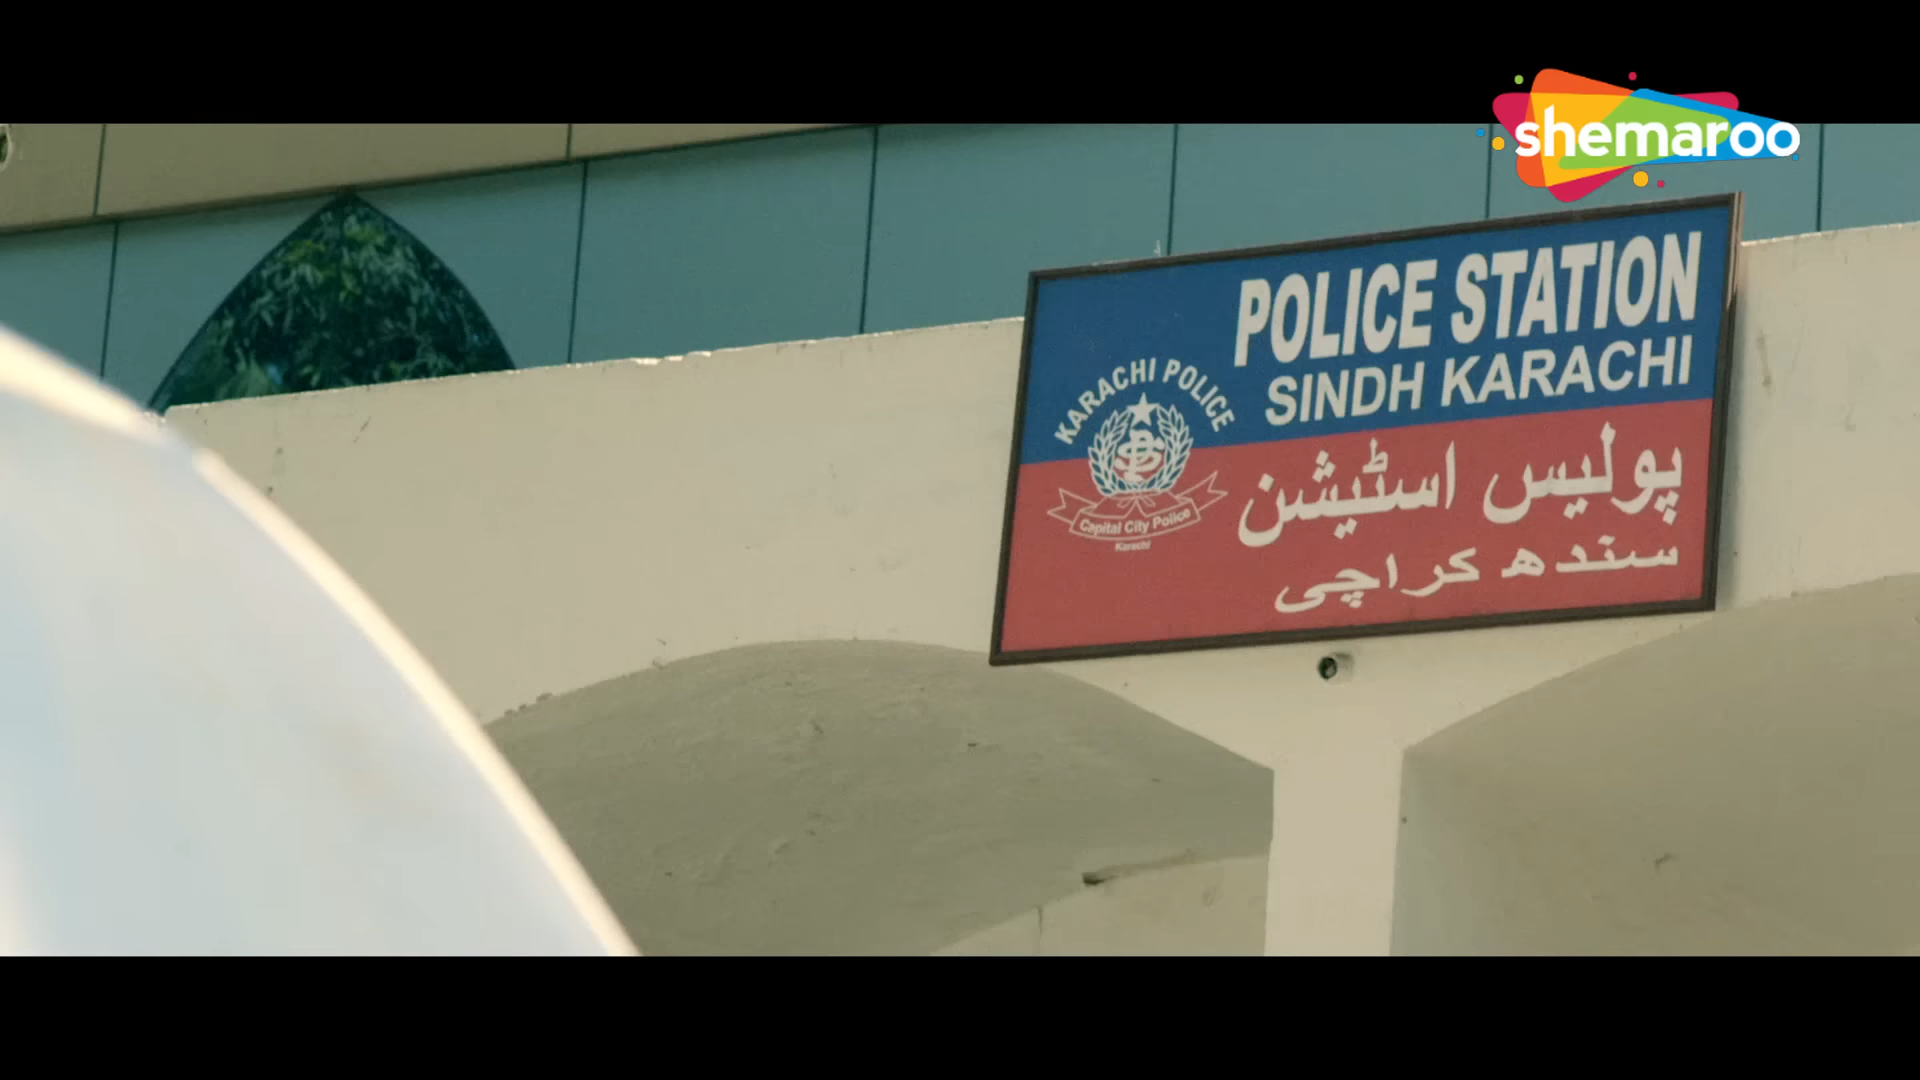 shemaroo
POLICE STATION
SINDH KARACHI
KARACHI POLICE
Capital City Police
Karachi
پولیس اسٹیشن
سندھ کراچی